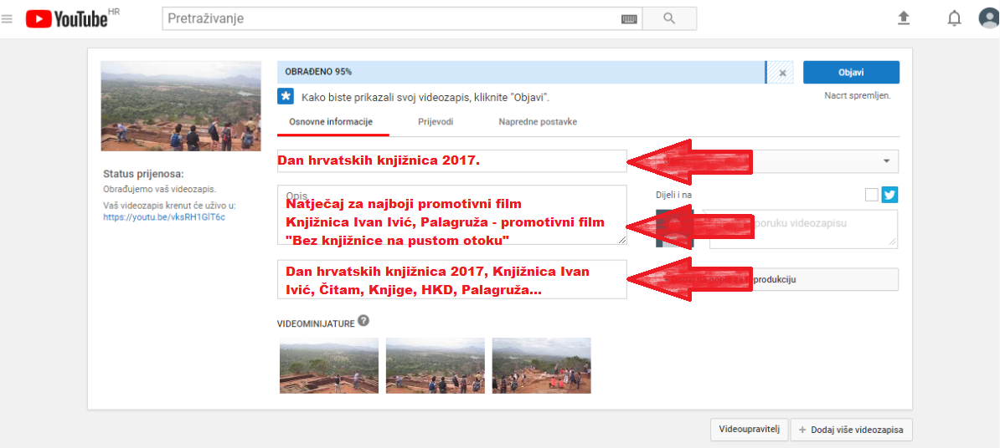 YouTube HR
Pretraživanje
OBRAĐENO 95%
Objavi
Kako biste prikazali svoj videozapis, kliknite "Objavi".
Nacrt spremljen.
Osnovne informacije
Prijevodi
Napredne postavke
Dan hrvatskih knjižnica 2017.
Status prijenosa:
Obrađujemo vaš videozapis.
Vaš videozapis krenut će uživo u:
https://youtu.be/vksRH1GlT6c
Opis
Natječaj za najboji promotivni film
Knjižnica Ivan Ivić, Palagruža - promotivni film
"Bez knjižnice na pustom otoku"
Dijeli i na
poruku videozapisu
Dan hrvatskih knjižnica 2017, Knjižnica Ivan
Ivić, Čitam, Knjige, HKD, Palagruža...
VIDEOMINIJATURE ?
Videoupravitelj
+ Dodaj više videozapisa